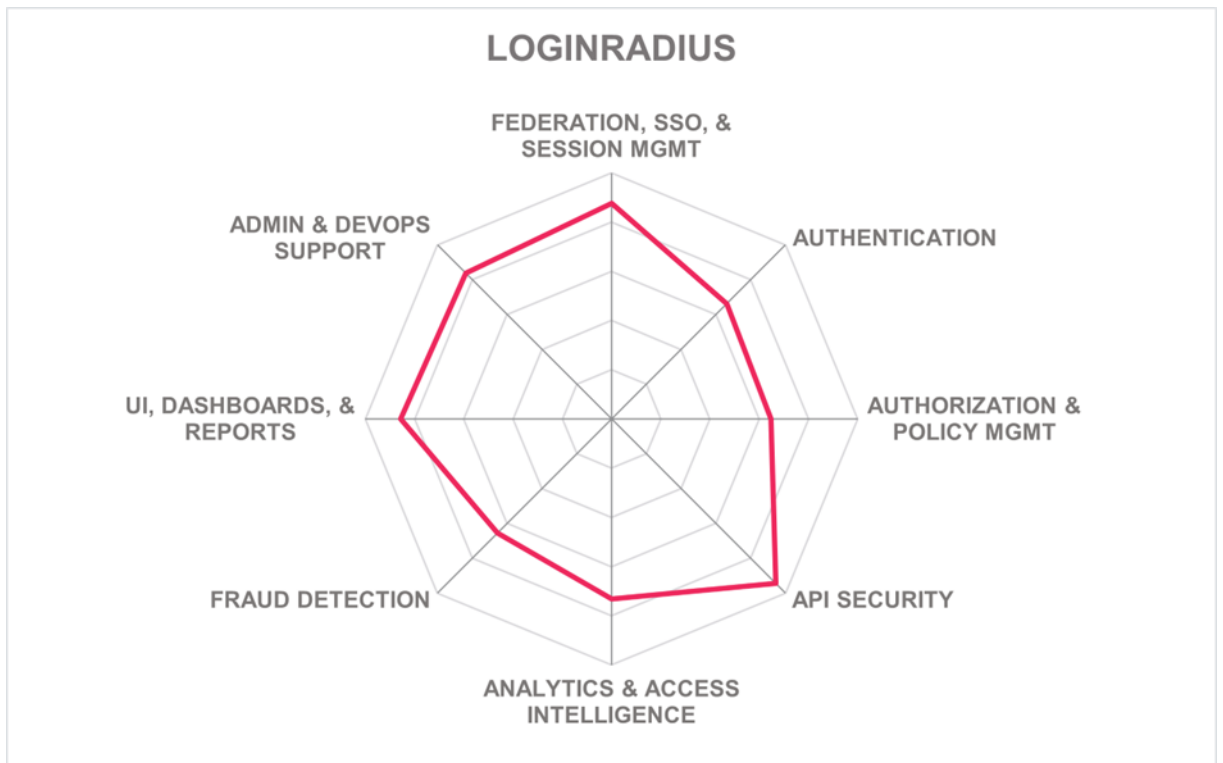 LOGINRADIUS
FEDERATION, SSO, &
SESSION MGMT
AUTHENTICATION
AUTHORIZATION &
POLICY MGMT
API SECURITY
ANALYTICS & ACCESS
INTELLIGENCE
FRAUD DETECTION
UI, DASHBOARDS, &
REPORTS
ADMIN & DEVOPS
SUPPORT